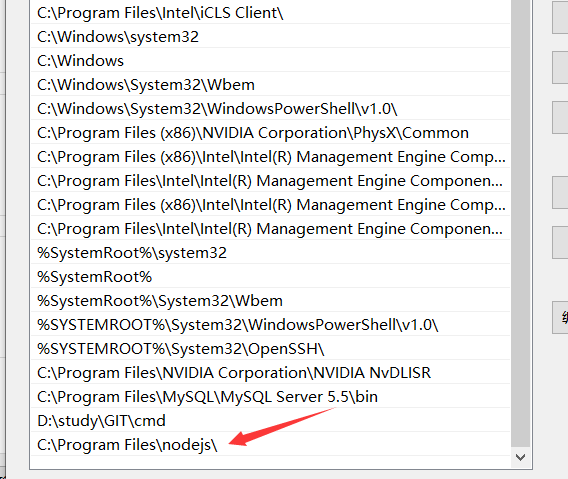 C:\Program Files\Intel\iCLS Client\
C:\Windows\system32
C:\Windows
C:\Windows\System32\Wbem
C:\Windows\System32\WindowsPowerShell\v1.0\
C:\Program Files (x86)\NVIDIA Corporation\PhysX\Common
C:\Program Files (x86)\Intel\Intel(R) Management Engine Comp...
C:\Program Files\Intel\Intel(R) Management Engine Componen...
C:\Program Files (x86)\Intel\Intel(R) Management Engine Comp...
C:\Program Files\Intel\Intel(R) Management Engine Componen...
%SystemRoot%\system32
%SystemRoot%
%SystemRoot%\System32\Wbem
%SYSTEMROOT%\System32\WindowsPowerShell\v1.0\
%SYSTEMROOT%\System32\OpenSSH\
C:\Program Files\NVIDIA Corporation\NVIDIA NvDLISR
C:\Program Files\MySQL\MySQL Server 5.5\bin
D:\study\GIT\cmd
C:\Program Files\nodejs\